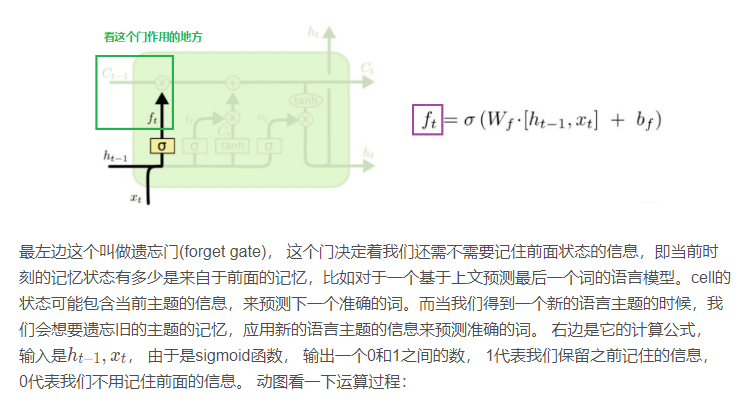 看这个门作用的地方
h_t
C_{t-1}
C_t
tanh
f_t
i_t
o_t
h_{t-1}
σ
σ
tanh
σ
h_t
x_t
f_t = σ (W_f·[h_{t-1}, x_t] + b_f)
最左边这个叫做遗忘门(forget gate)， 这个门决定着我们还需不需要记住前面状态的信息，即当前时
刻的记忆状态有多少是来自于前面的记忆，比如对于一个基于上文预测最后一个词的语言模型。cell的
状态可能包含当前主题的信息，来预测下一个准确的词。而当我们得到一个新的语言主题的时候，我
们会想要遗忘旧的主题的记忆，应用新的语言主题的信息来预测准确的词。 右边是它的计算公式，
输入是h_{t-1}, x_t， 由于是sigmoid函数， 输出一个0和1之间的数， 1代表我们保留之前记住的信息，
0代表我们不用记住前面的信息。 动图看一下运算过程：